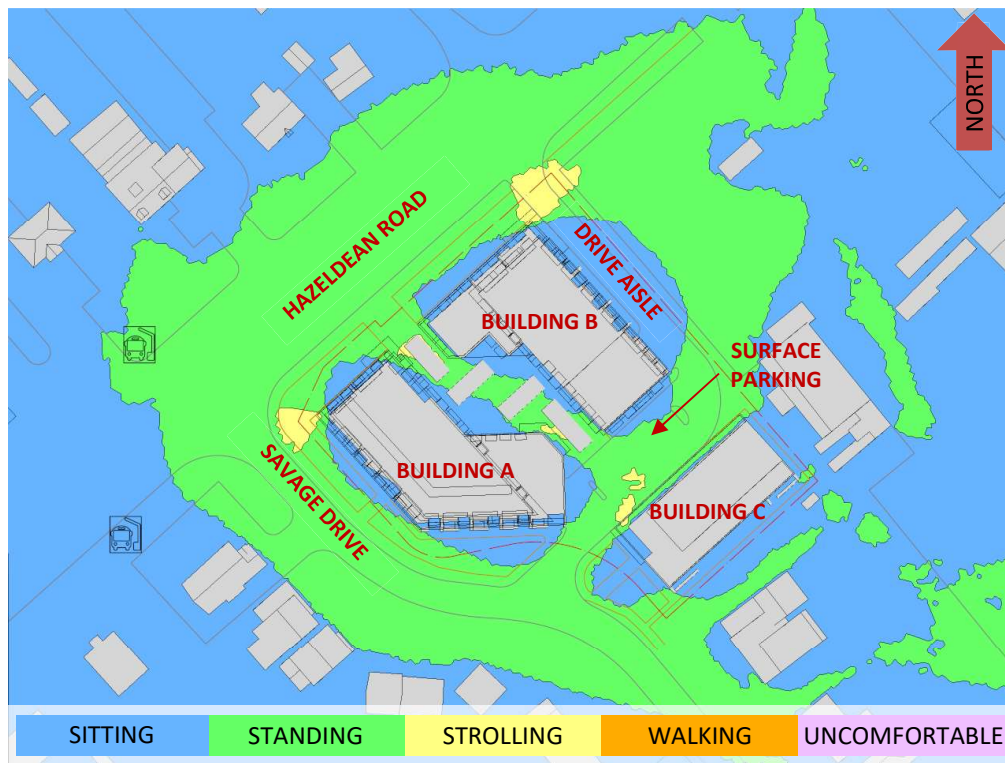 NORTH
HAZELDEAN ROAD
DRIVE AISLE
BUILDING B
SURFACE
PARKING
BUILDING A
SAVAGE DRIVE
BUILDING C
SITTING
STANDING
STROLLING
WALKING
UNCOMFORTABLE